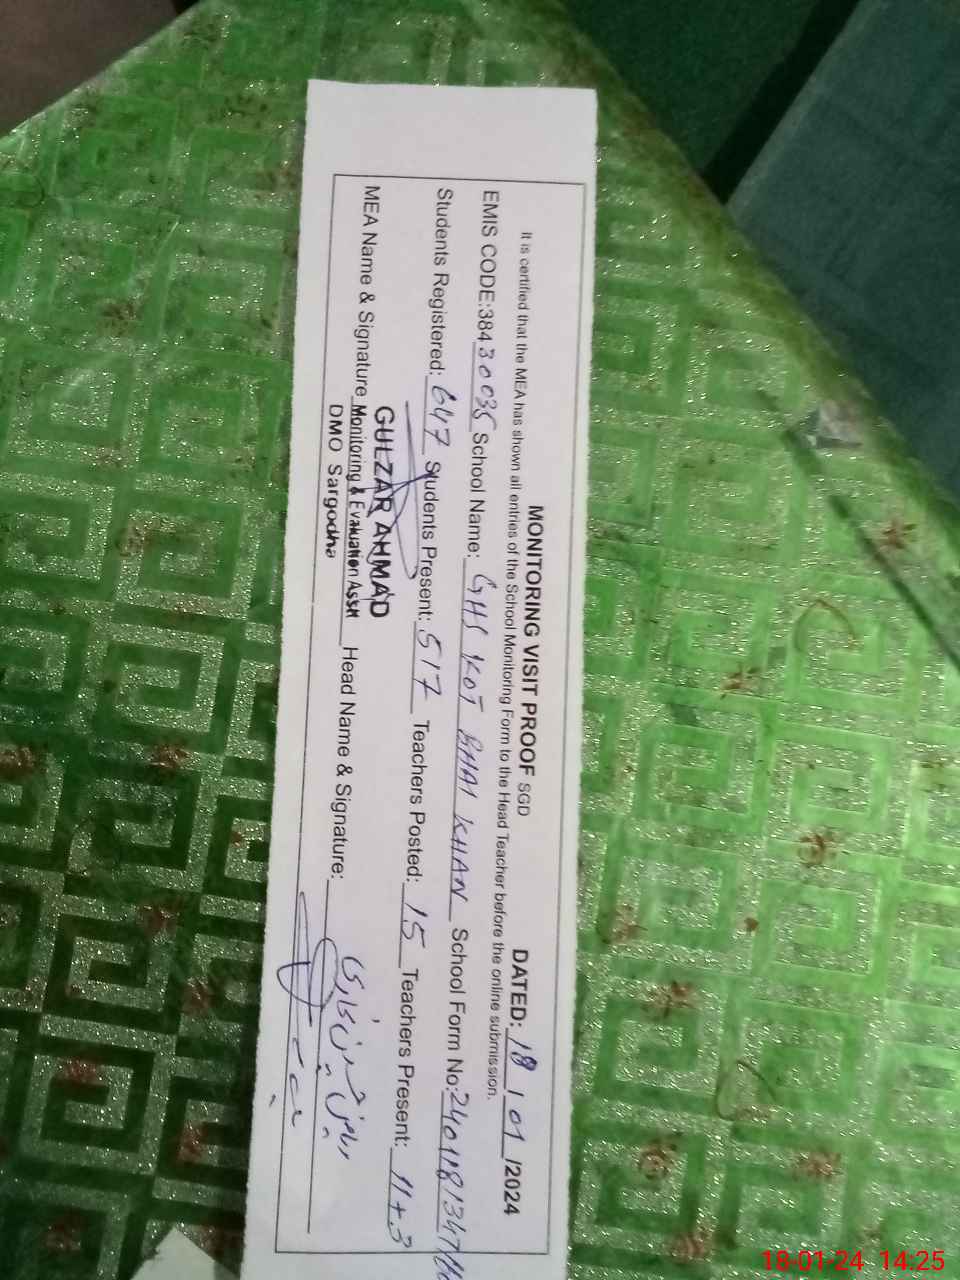 MONITORING VISIT PROOF SGD DATED: 18 / 01 /2024
It is certified that the MEA has shown all entries of the School Monitoring Form to the Head Teacher before the online submission.
EMIS CODE:38430035 School Name: GHS KOT BHAI KHAN School Form No:240118134766
Students Registered: 647 Students Present: 517 Teachers Posted: 15 Teachers Present: 11+3
MEA Name & Signature GULZAR AHMAD Head Name & Signature:
Monitoring & Evaluation Asstt
DMO Sargodha
18-01-24 14:25